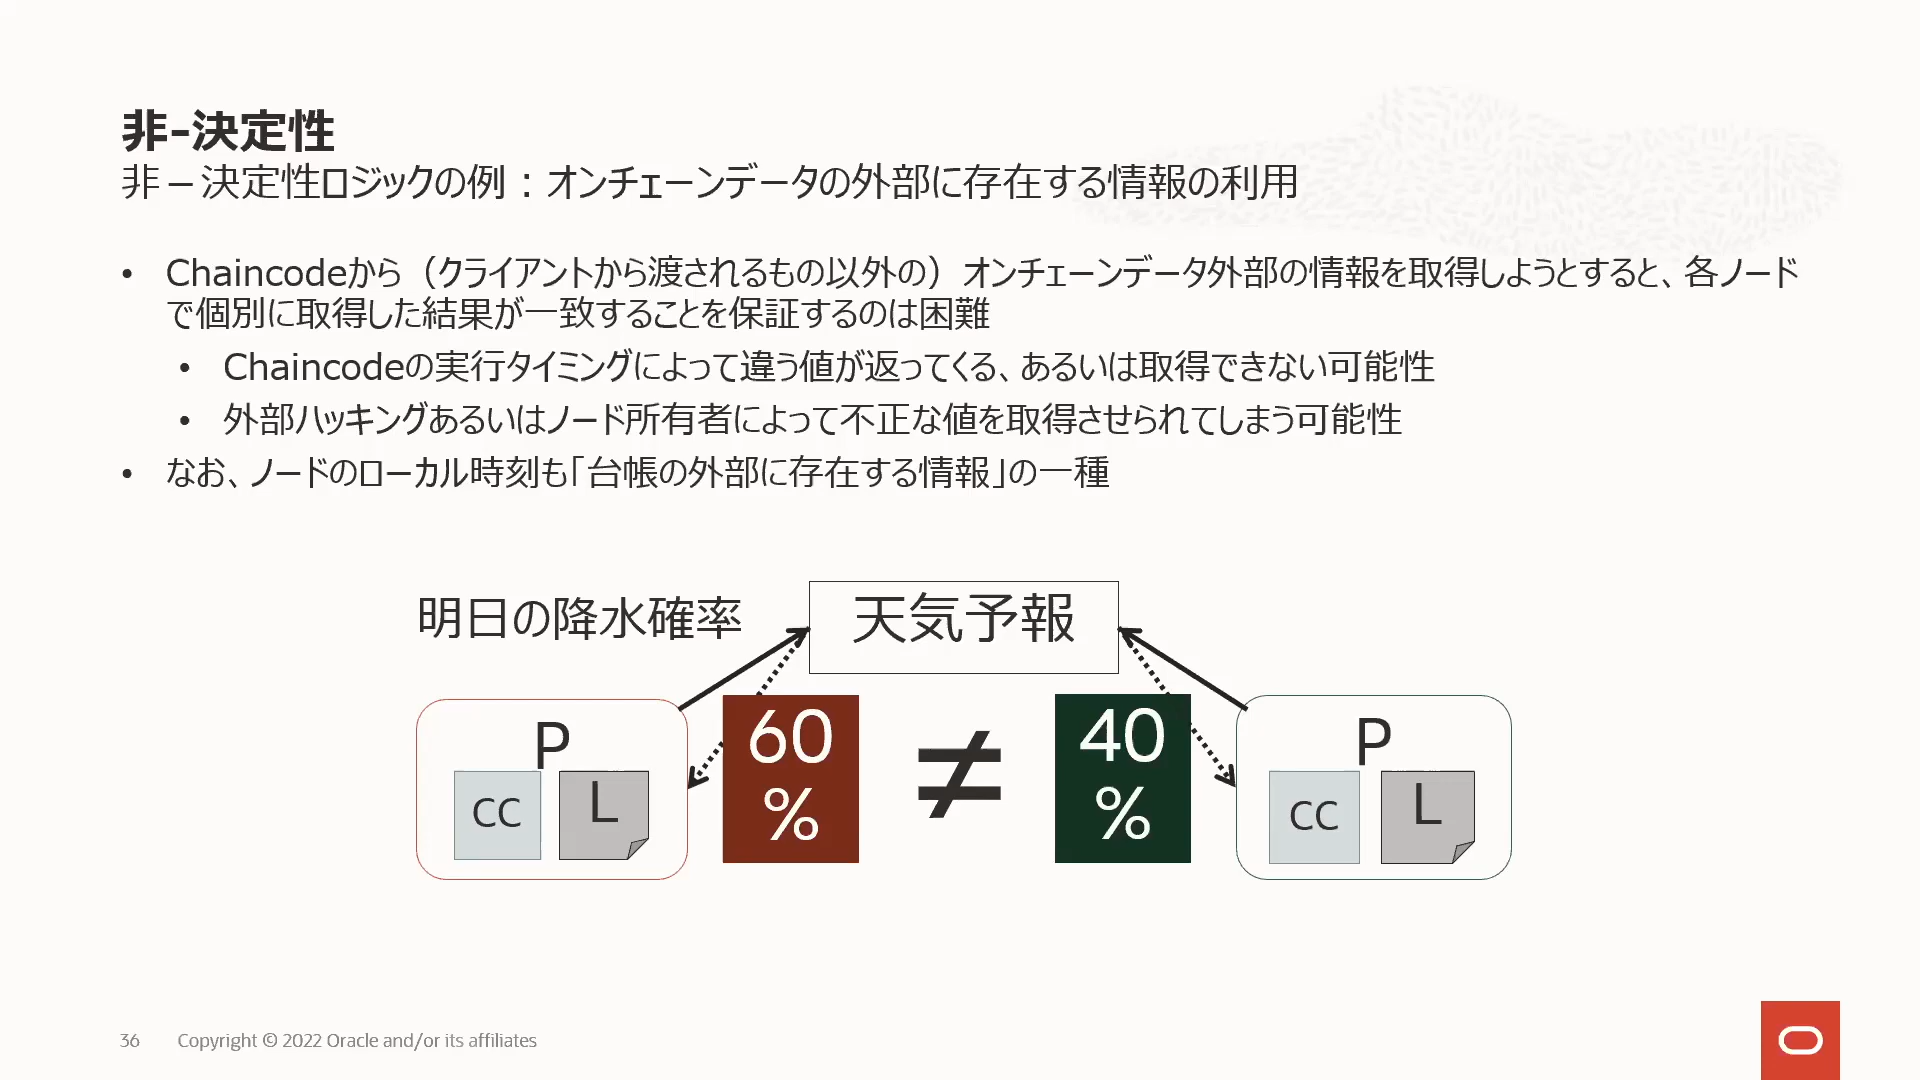 非-決定性
非 – 決定性ロジックの例：オンチェーンデータの外部に存在する情報の利用
• Chaincodeから（クライアントから渡されるもの以外の）オンチェーンデータ外部の情報を取得しようとすると、各ノード
で個別に取得した結果が一致することを保証するのは困難
• Chaincodeの実行タイミングによって違う値が返ってくる、あるいは取得できない可能性
• 外部ハッキングあるいはノード所有者によって不正な値を取得させられてしまう可能性
• なお、ノードのローカル時刻も「台帳の外部に存在する情報」の一種
明日の降水確率
天気予報
P
CC
L
60
%
≠
40
%
P
CC
L
36 Copyright © 2022 Oracle and/or its affiliates